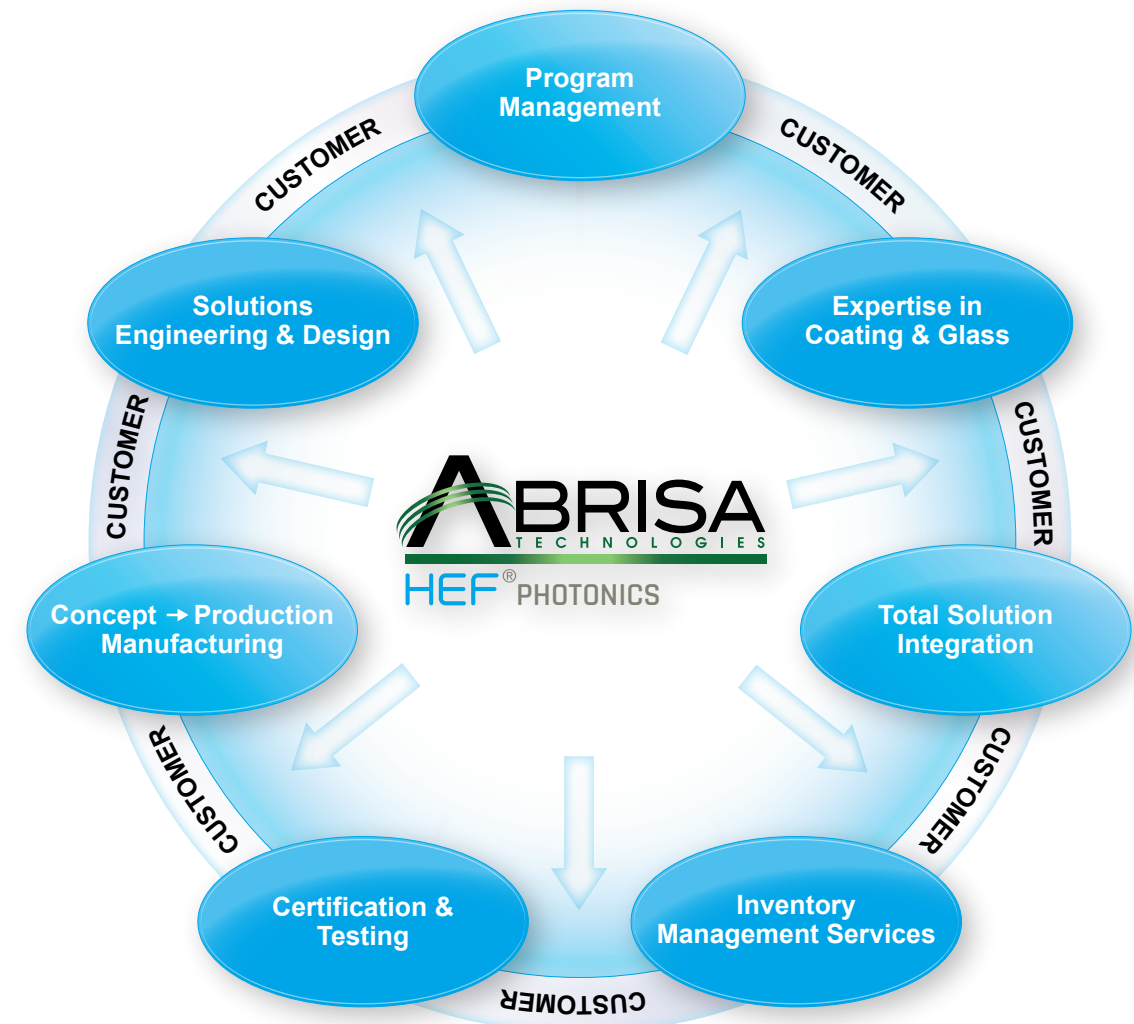 Program
Management
CUSTOMER
CUSTOMER
Solutions
Engineering & Design
Expertise in
Coating & Glass
CUSTOMER
CUSTOMER
ABRISA
TECHNOLOGIES
HEF® PHOTONICS
Concept → Production
Manufacturing
Total Solution
Integration
CUSTOMER
CUSTOMER
Certification &
Testing
Inventory
Management Services
CUSTOMER